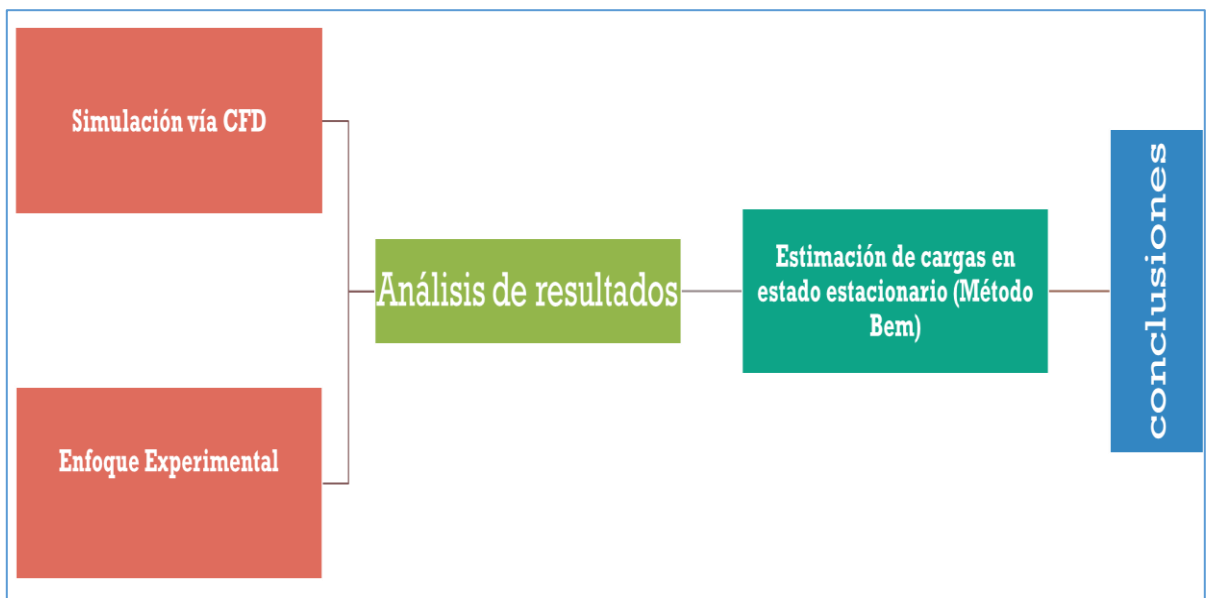 Simulación vía CFD
Enfoque Experimental
Análisis de resultados
Estimación de cargas en
estado estacionario (Método
Bem)
conclusiones